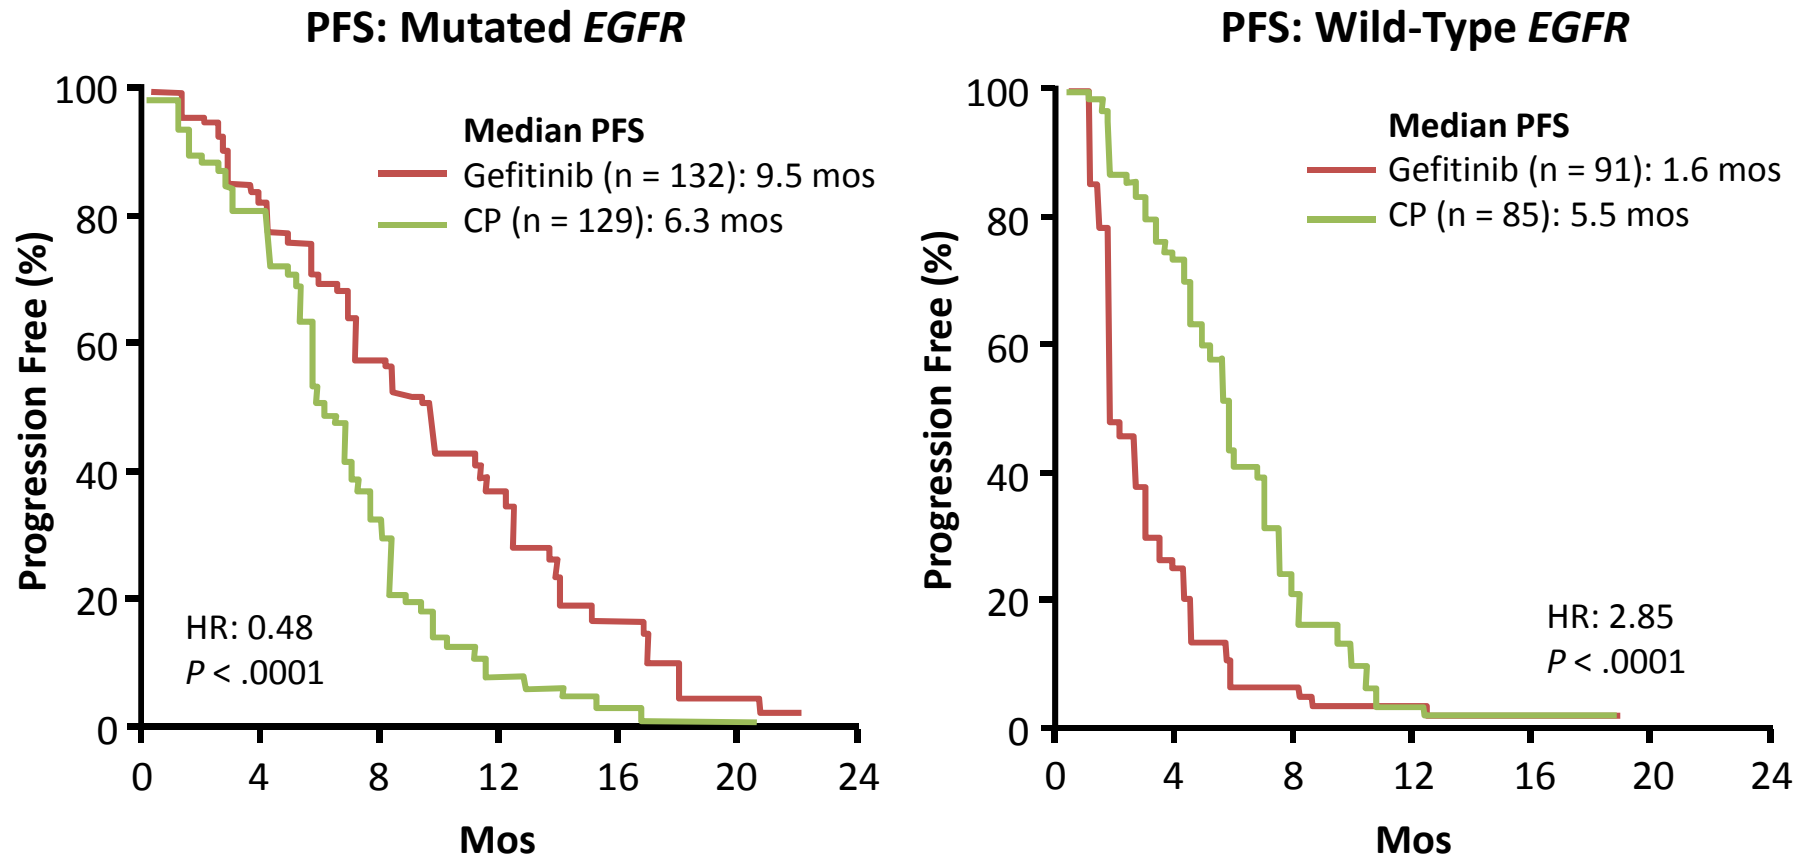 PFS: Mutated EGFR
Progression Free (%)
100
80
60
40
20
0
Median PFS
Gefitinib (n = 132): 9.5 mos
CP (n = 129): 6.3 mos
HR: 0.48
P < .0001
0 4 8 12 16 20 24
Mos
PFS: Wild-Type EGFR
Progression Free (%)
100
80
60
40
20
0
Median PFS
Gefitinib (n = 91): 1.6 mos
CP (n = 85): 5.5 mos
HR: 2.85
P < .0001
0 4 8 12 16 20 24
Mos